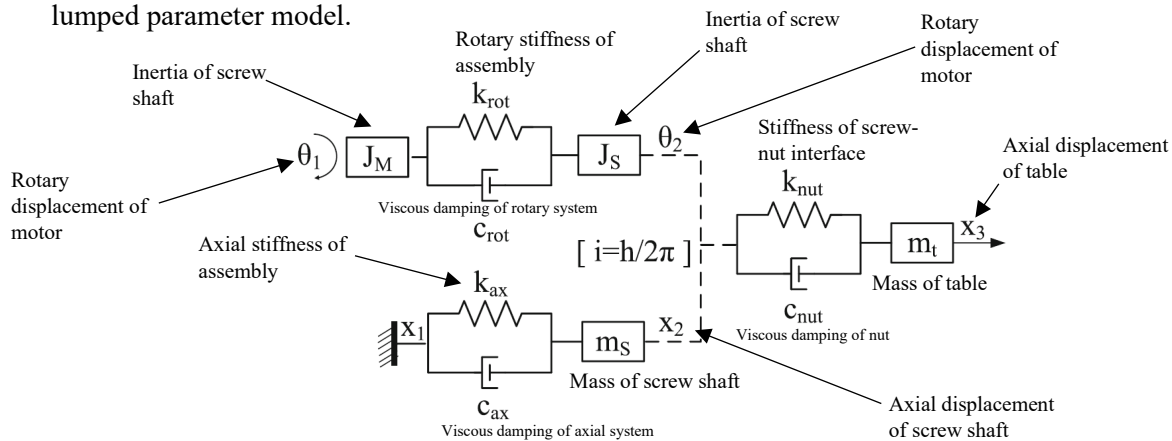 lumped parameter model.
Inertia of screw
shaft
Rotary stiffness of
assembly
Inertia of screw
shaft
Rotary
displacement of
motor
k_rot
θ₁
J_M
J_S
θ₂
Rotary
displacement of
motor
Viscous damping of rotary system
c_rot
Stiffness of screw-
nut interface
k_nut
Axial displacement
of table
m_t
x₃
Mass of table
[ i=h/2π ]
c_nut
Viscous damping of nut
Axial stiffness of
assembly
k_ax
x₁
m_S
x₂
Mass of screw shaft
c_ax
Viscous damping of axial system
Axial displacement
of screw shaft